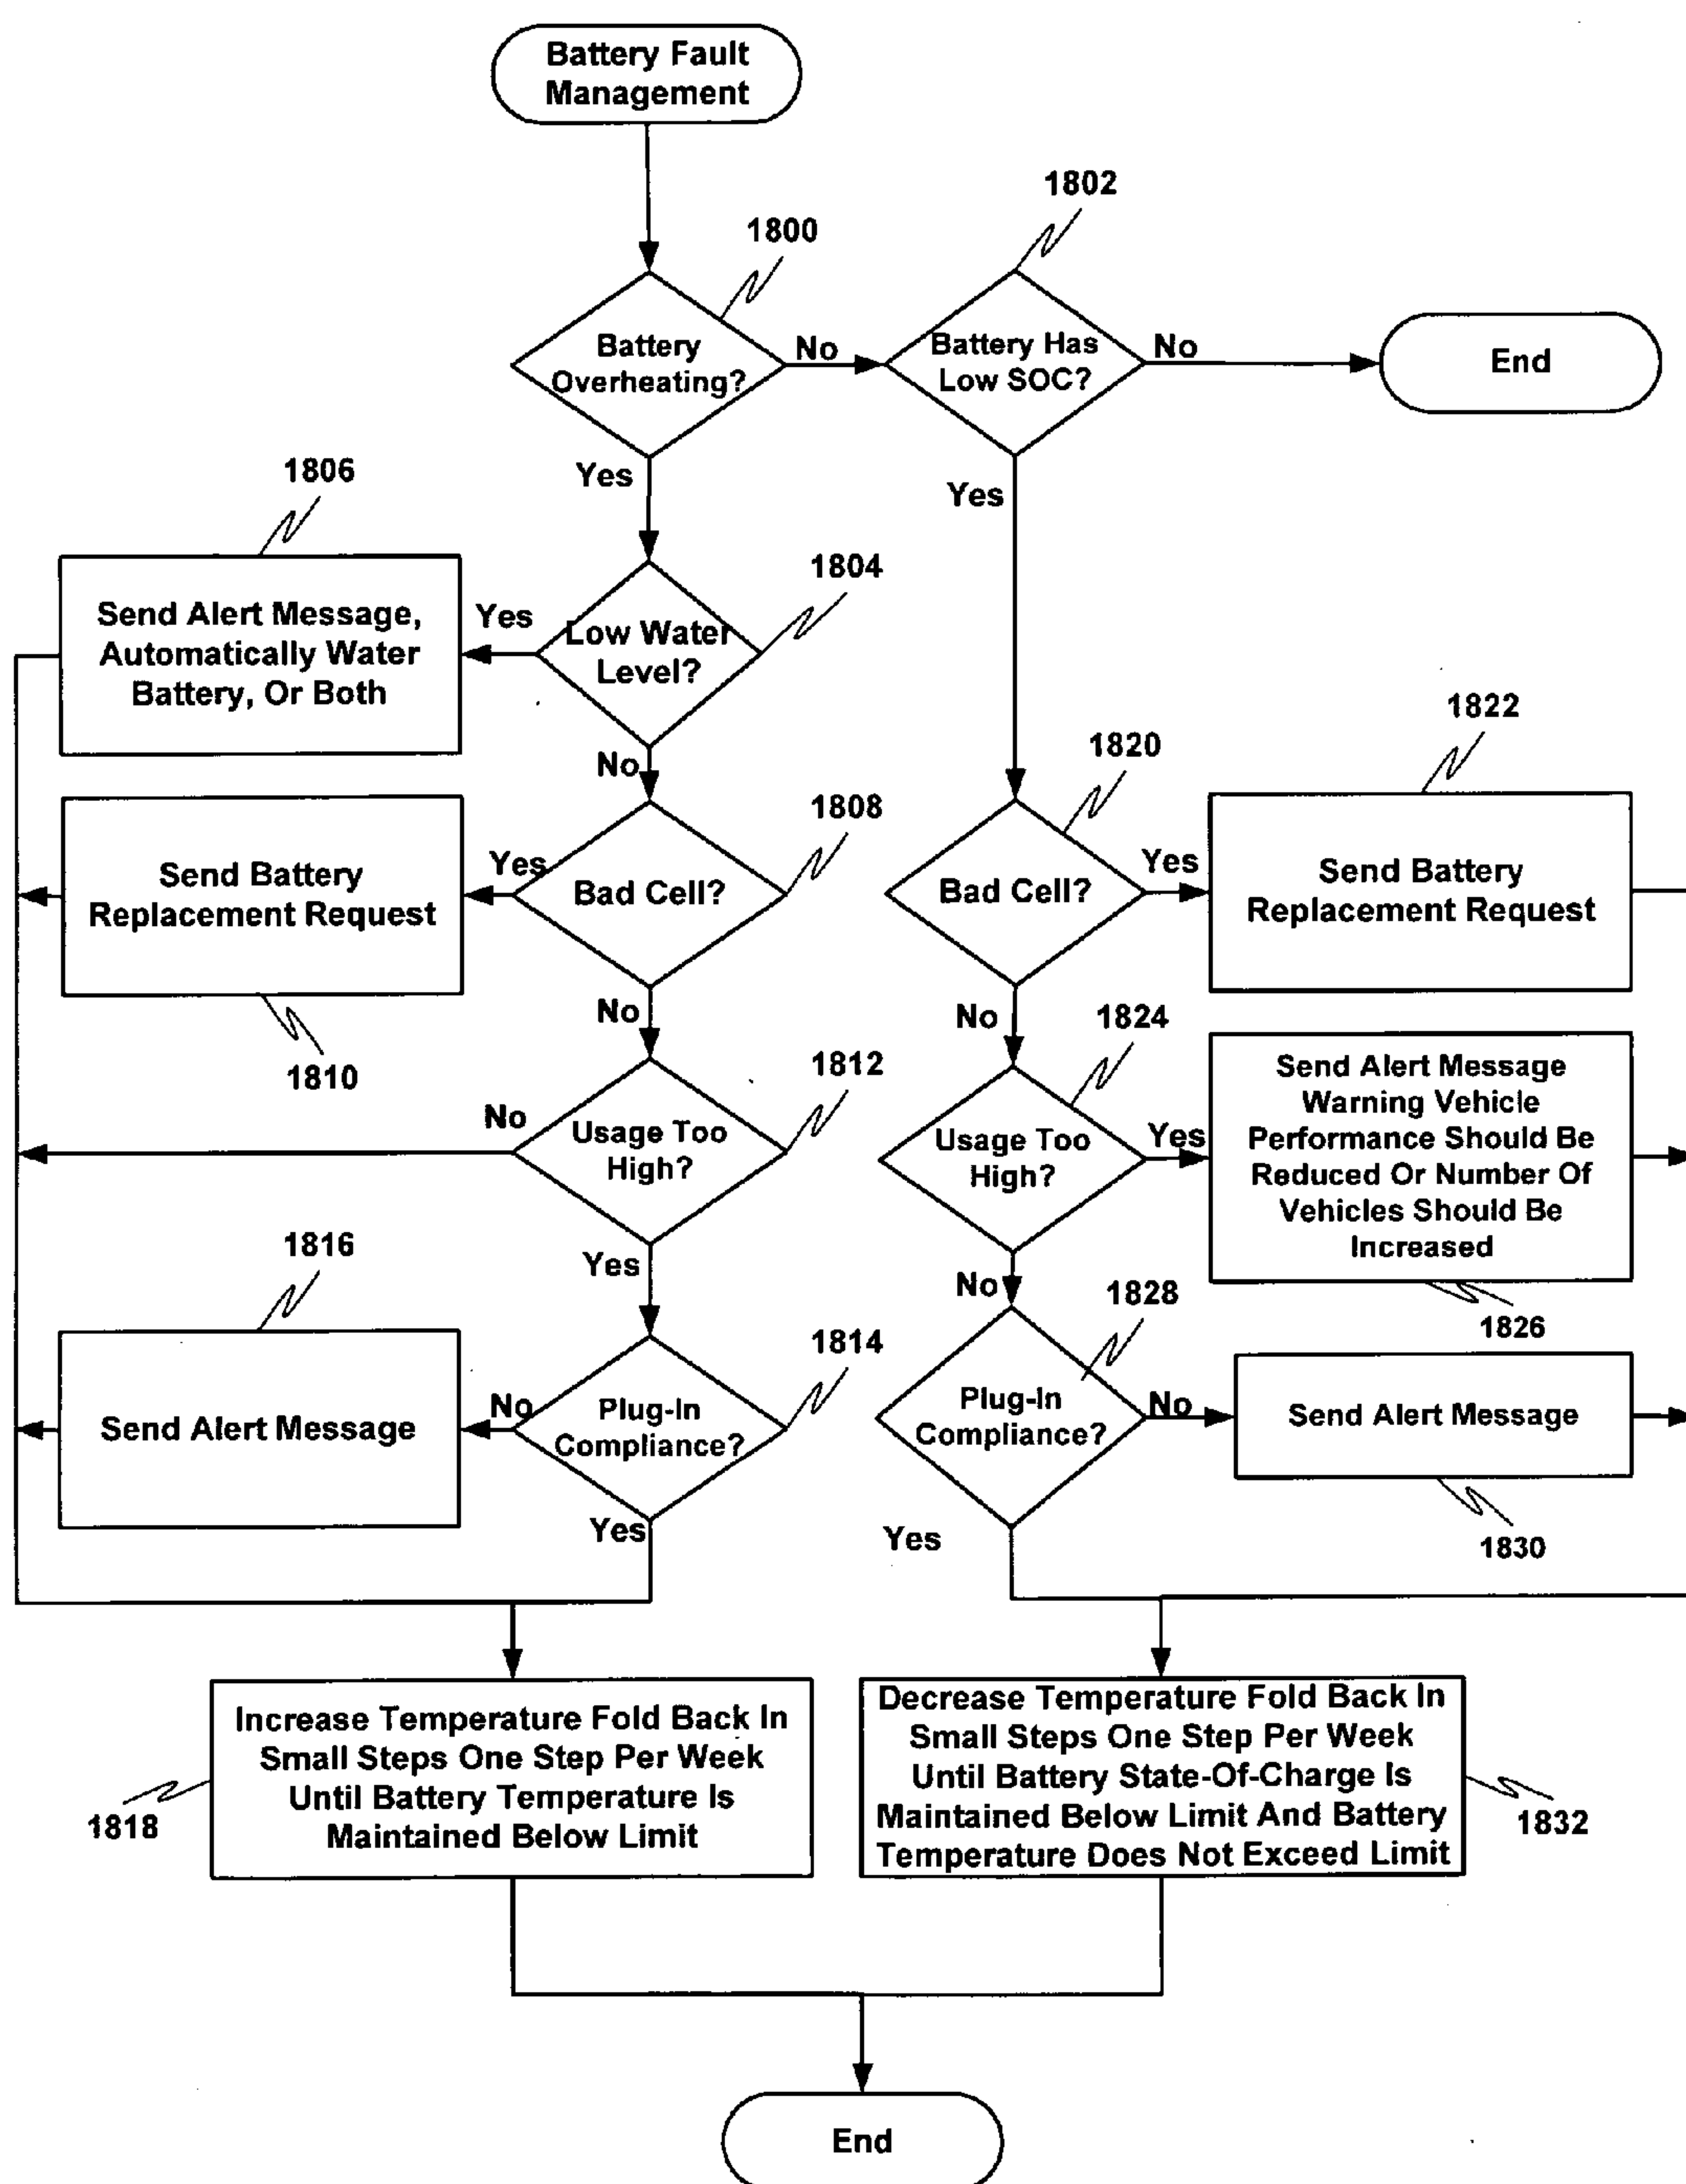 Battery Fault
Management
1802
1800
Battery
Overheating?
No
Battery Has
Low SOC?
No
End
Yes
Yes
1806
Send Alert Message,
Automatically Water
Battery, Or Both
Yes
1804
Low Water
Level?
No
1808
Send Battery
Replacement Request
1810
Yes
Bad Cell?
No
1820
Bad Cell?
Yes
1822
Send Battery
Replacement Request
No
1812
No
Usage Too
High?
Yes
1824
Usage Too
High?
Yes
Send Alert Message
Warning Vehicle
Performance Should Be
Reduced Or Number Of
Vehicles Should Be
Increased
1826
No
1816
Send Alert Message
No
1814
Plug-In
Compliance?
Yes
1828
Plug-In
Compliance?
No
Send Alert Message
1830
Yes
Increase Temperature Fold Back In
Small Steps One Step Per Week
Until Battery Temperature Is
Maintained Below Limit
1818
Decrease Temperature Fold Back In
Small Steps One Step Per Week
Until Battery State-Of-Charge Is
Maintained Below Limit And Battery
Temperature Does Not Exceed Limit
1832
End